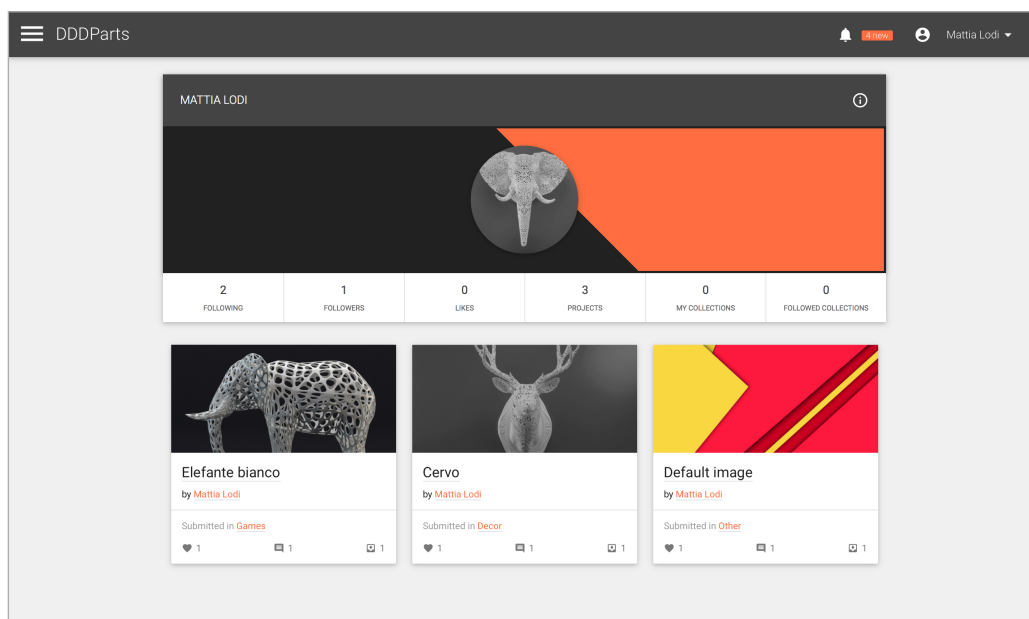 DDDParts
4 new
Mattia Lodi
MATTIA LODI
2
FOLLOWING
1
FOLLOWERS
0
LIKES
3
PROJECTS
0
MY COLLECTIONS
0
FOLLOWED COLLECTIONS
Elefante bianco
by Mattia Lodi
Submitted in Games
1 1 1
Cervo
by Mattia Lodi
Submitted in Decor
1 1 1
Default image
by Mattia Lodi
Submitted in Other
1 1 1